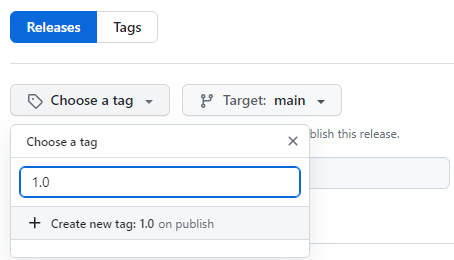 Releases Tags
Choose a tag Target: main
Choose a tag
blish this release.
1.0
Create new tag: 1.0 on publish